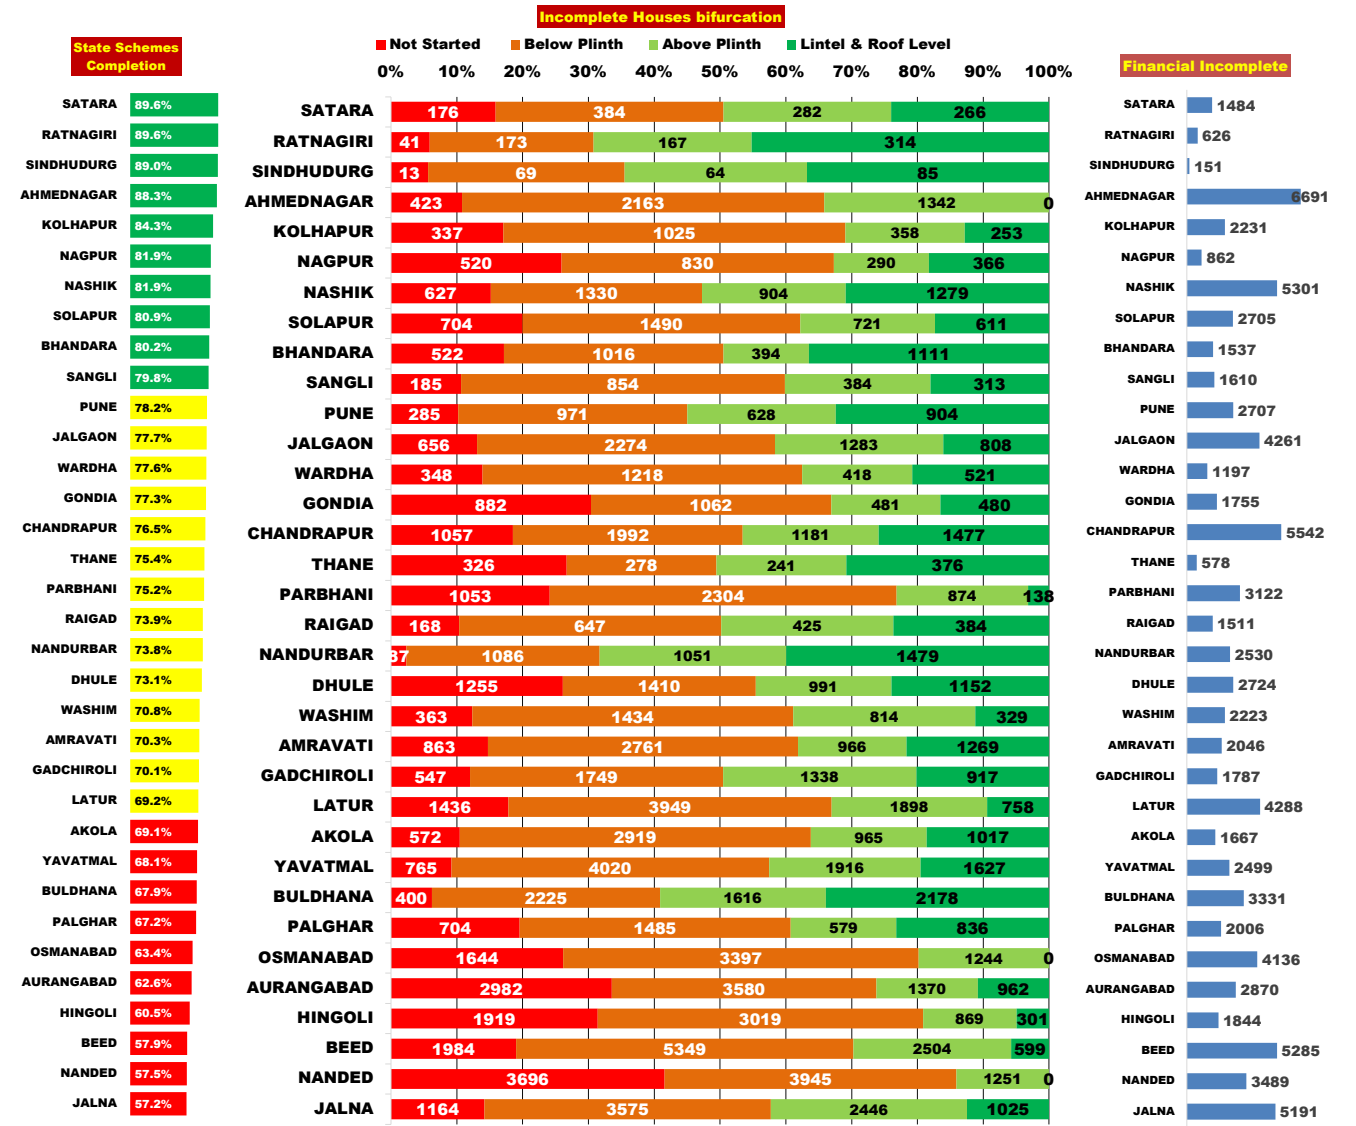 Incomplete Houses bifurcation
State Schemes
Completion
Not Started Below Plinth Above Plinth Lintel & Roof Level
0% 10% 20% 30% 40% 50% 60% 70% 80% 90% 100%
Financial Incomplete
SATARA 89.6% SATARA 176 384 282 266 SATARA 1484
RATNAGIRI 89.6% RATNAGIRI 41 173 167 314 RATNAGIRI 626
SINDHUDURG 89.0% SINDHUDURG 13 69 64 85 SINDHUDURG 151
AHMEDNAGAR 88.3% AHMEDNAGAR 423 2163 1342 0 AHMEDNAGAR 6691
KOLHAPUR 84.3% KOLHAPUR 337 1025 358 253 KOLHAPUR 2231
NAGPUR 81.9% NAGPUR 520 830 290 366 NAGPUR 862
NASHIK 81.9% NASHIK 627 1330 904 1279 NASHIK 5301
SOLAPUR 80.9% SOLAPUR 704 1490 721 611 SOLAPUR 2705
BHANDARA 80.2% BHANDARA 522 1016 394 1111 BHANDARA 1537
SANGLI 79.8% SANGLI 185 854 384 313 SANGLI 1610
PUNE 78.2% PUNE 285 971 628 904 PUNE 2707
JALGAON 77.7% JALGAON 656 2274 1283 808 JALGAON 4261
WARDHA 77.6% WARDHA 348 1218 418 521 WARDHA 1197
GONDIA 77.3% GONDIA 882 1062 481 480 GONDIA 1755
CHANDRAPUR 76.5% CHANDRAPUR 1057 1992 1181 1477 CHANDRAPUR 5542
THANE 75.4% THANE 326 278 241 376 THANE 578
PARBHANI 75.2% PARBHANI 1053 2304 874 138 PARBHANI 3122
RAIGAD 73.9% RAIGAD 168 647 425 384 RAIGAD 1511
NANDURBAR 73.8% NANDURBAR 87 1086 1051 1479 NANDURBAR 2530
DHULE 73.1% DHULE 1255 1410 991 1152 DHULE 2724
WASHIM 70.8% WASHIM 363 1434 814 329 WASHIM 2223
AMRAVATI 70.3% AMRAVATI 863 2761 966 1269 AMRAVATI 2046
GADCHIROLI 70.1% GADCHIROLI 547 1749 1338 917 GADCHIROLI 1787
LATUR 69.2% LATUR 1436 3949 1898 758 LATUR 4288
AKOLA 69.1% AKOLA 572 2919 965 1017 AKOLA 1667
YAVATMAL 68.1% YAVATMAL 765 4020 1916 1627 YAVATMAL 2499
BULDHANA 67.9% BULDHANA 400 2225 1616 2178 BULDHANA 3331
PALGHAR 67.2% PALGHAR 704 1485 579 836 PALGHAR 2006
OSMANABAD 63.4% OSMANABAD 1644 3397 1244 0 OSMANABAD 4136
AURANGABAD 62.6% AURANGABAD 2982 3580 1370 962 AURANGABAD 2870
HINGOLI 60.5% HINGOLI 1919 3019 869 301 HINGOLI 1844
BEED 57.9% BEED 1984 5349 2504 599 BEED 5285
NANDED 57.5% NANDED 3696 3945 1251 0 NANDED 3489
JALNA 57.2% JALNA 1164 3575 2446 1025 JALNA 5191